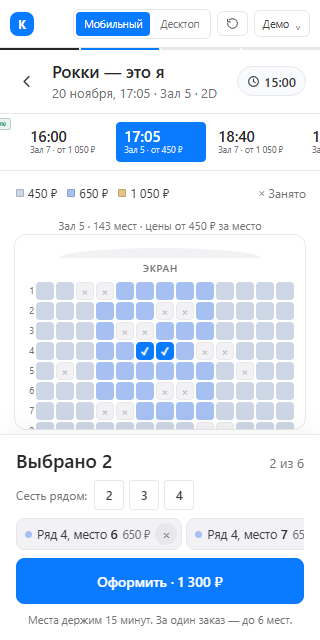 K Мобильный Десктоп Демо
Рокки — это я
20 ноября, 17:05 · Зал 5 · 2D
15:00
16:00 17:05 18:40
Зал 7 · от 1 050 ₽ Зал 5 · от 450 ₽ Зал 7 · от 1 050 ₽
450 ₽ 650 ₽ 1 050 ₽ × Занято
Зал 5 · 143 мест · цены от 450 ₽ за место
ЭКРАН
1
2
3
4
5
6
7
Выбрано 2 2 из 6
Сесть рядом: 2 3 4
Ряд 4, место 6 650 ₽ × Ряд 4, место 7 65
Оформить · 1 300 ₽
Места держим 15 минут. За один заказ — до 6 мест.